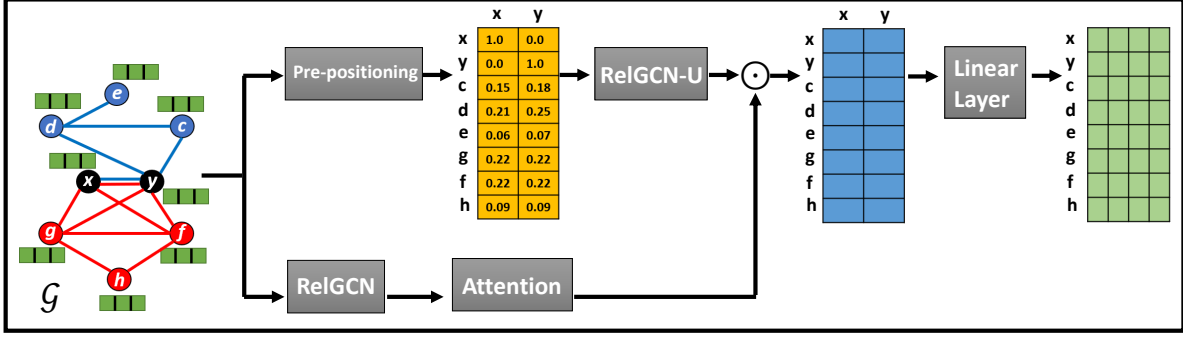 e
d
c
x
y
g
f
h
𝒢
Pre-positioning
x y
x 1.0 0.0
y 0.0 1.0
c 0.15 0.18
d 0.21 0.25
e 0.06 0.07
g 0.22 0.22
f 0.22 0.22
h 0.09 0.09
RelGCN-U
RelGCN
Attention
x y
x
y
c
d
e
g
f
h
Linear
Layer
x
y
c
d
e
g
f
h